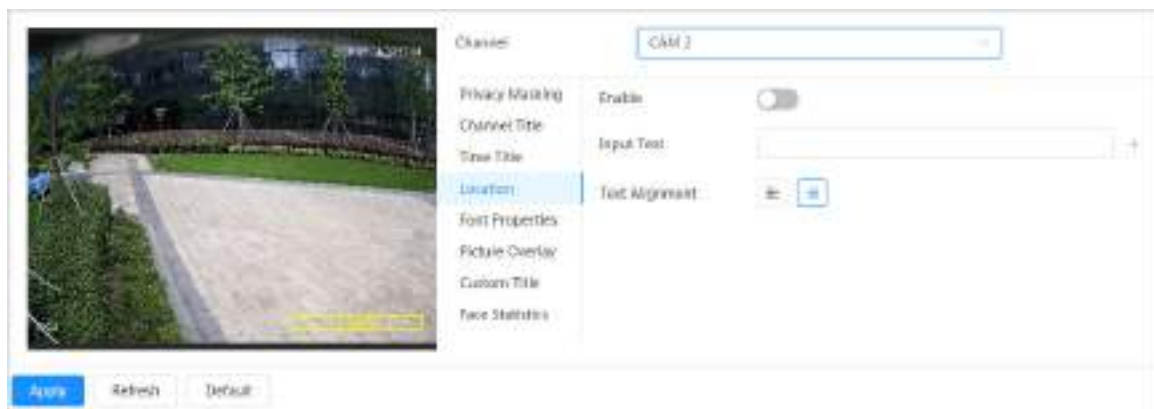 Channel
CAM 2
Privacy Masking
Enable
Channel Title
Input Text
+
Time Title
Location
Text Alignment
Font Properties
Picture Overlay
Custom Title
Face Statistics
Apply
Refresh
Default